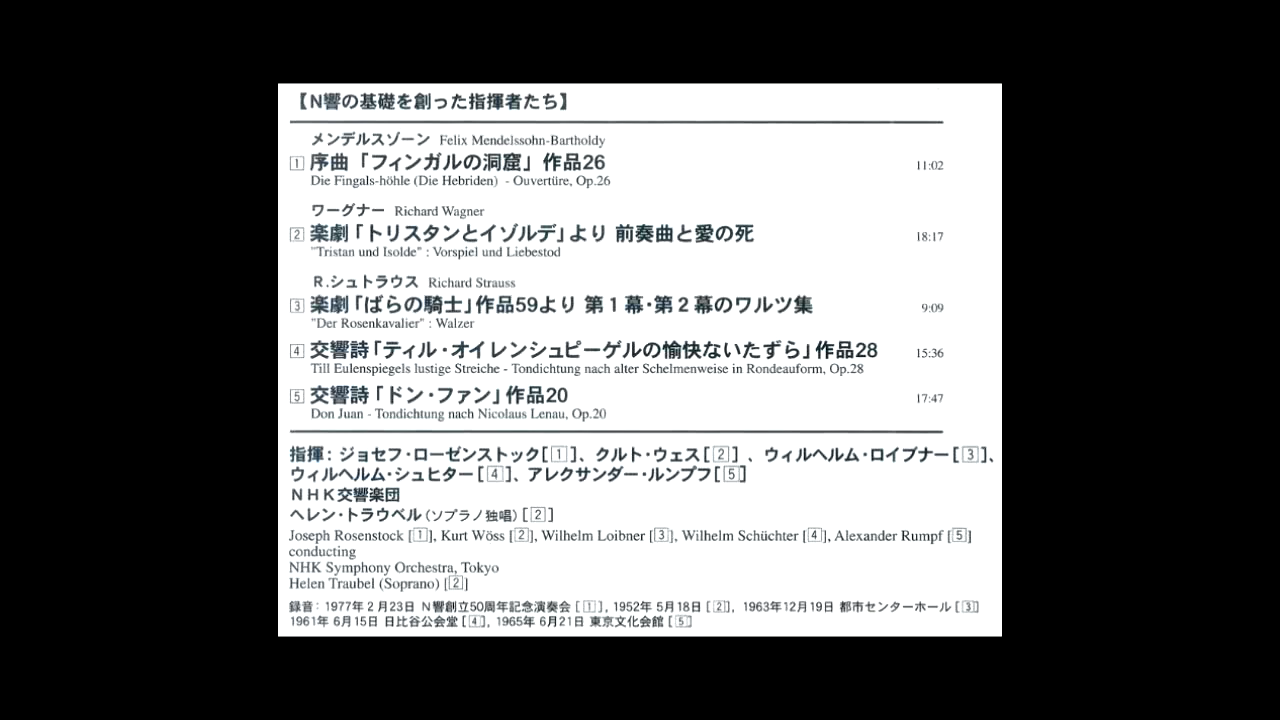 【N響の基礎を創った指揮者たち】
メンデルスゾーン Felix Mendelssohn-Bartholdy
1 序曲「フィンガルの洞窟」作品26 11:02
Die Fingals-höhle (Die Hebriden) - Ouvertüre, Op.26
ワーグナー Richard Wagner
2 楽劇「トリスタンとイゾルデ」より 前奏曲と愛の死 18:17
"Tristan und Isolde" : Vorspiel und Liebestod
R.シュトラウス Richard Strauss
3 楽劇「ばらの騎士」作品59より 第1幕・第2幕のワルツ集 9:09
"Der Rosenkavalier" : Walzer
4 交響詩「ティル・オイレンシュピーゲルの愉快ないたずら」作品28 15:36
Till Eulenspiegels lustige Streiche - Tondichtung nach alter Schelmenweise in Rondeauform, Op.28
5 交響詩「ドン・ファン」作品20 17:47
Don Juan - Tondichtung nach Nicolaus Lenau, Op.20
指揮：ジョセフ・ローゼンストック[1]、クルト・ウェス[2]、ウィルヘルム・ロイブナー[3]、
ウィルヘルム・シュヒター[4]、アレクサンダー・ルンプフ[5]
NHK交響楽団
ヘレン・トラウベル（ソプラノ独唱）[2]
Joseph Rosenstock [1], Kurt Wöss [2], Wilhelm Loibner [3], Wilhelm Schüchter [4], Alexander Rumpf [5]
conducting
NHK Symphony Orchestra, Tokyo
Helen Traubel (Soprano) [2]
録音：1977年2月23日 N響創立50周年記念演奏会[1], 1952年 5月18日[2], 1963年12月19日 都市センターホール[3]
1961年 6月15日 日比谷公会堂[4], 1965年 6月21日 東京文化会館[5]